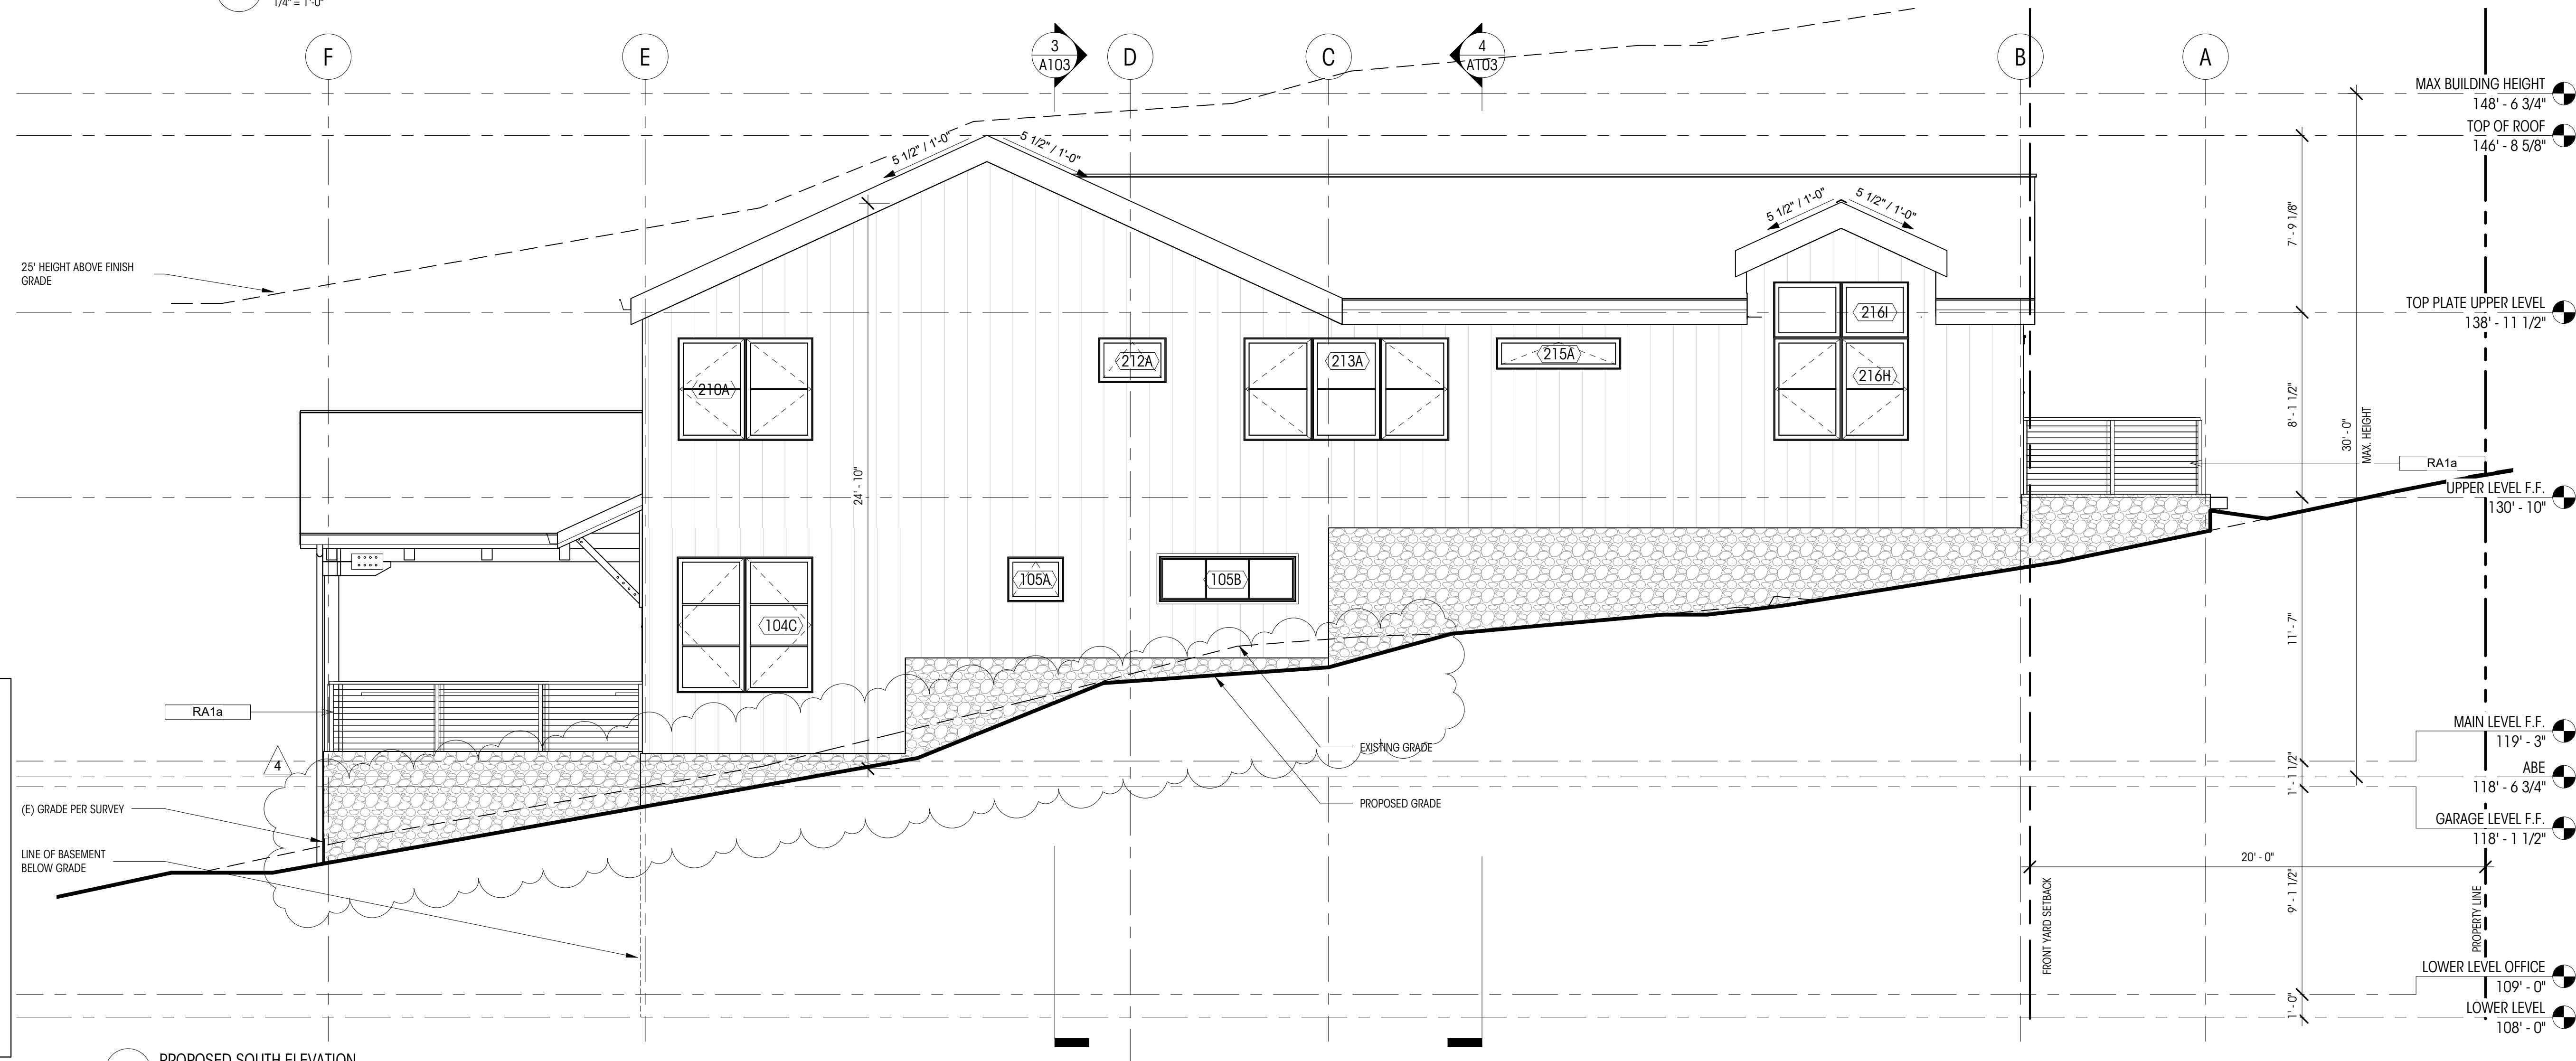 1/4" = 1'-0"
F
E
3
A103
D
C
4
A103
B
A
MAX BUILDING HEIGHT
148' - 6 3/4"
TOP OF ROOF
146' - 8 5/8"
5 1/2" / 1'-0"
5 1/2" / 1'-0"
5 1/2" / 1'-0"
5 1/2" / 1'-0"
7' - 9 1/8"
25' HEIGHT ABOVE FINISH
GRADE
TOP PLATE UPPER LEVEL
138' - 11 1/2"
216I
210A
212A
213A
215A
216H
8' - 1 1/2"
30' - 0"
MAX. HEIGHT
24' - 10"
RA1a
UPPER LEVEL F.F.
130' - 10"
105A
105B
104C
11' - 7"
RA1a
EXISTING GRADE
MAIN LEVEL F.F.
119' - 3"
4
1' - 1 1/2"
ABE
118' - 6 3/4"
(E) GRADE PER SURVEY
PROPOSED GRADE
GARAGE LEVEL F.F.
118' - 1 1/2"
LINE OF BASEMENT
BELOW GRADE
20' - 0"
9' - 1 1/2"
FRONT YARD SETBACK
PROPERTY LINE
LOWER LEVEL OFFICE
109' - 0"
1' - 0"
LOWER LEVEL
108' - 0"
PROPOSED SOUTH ELEVATION